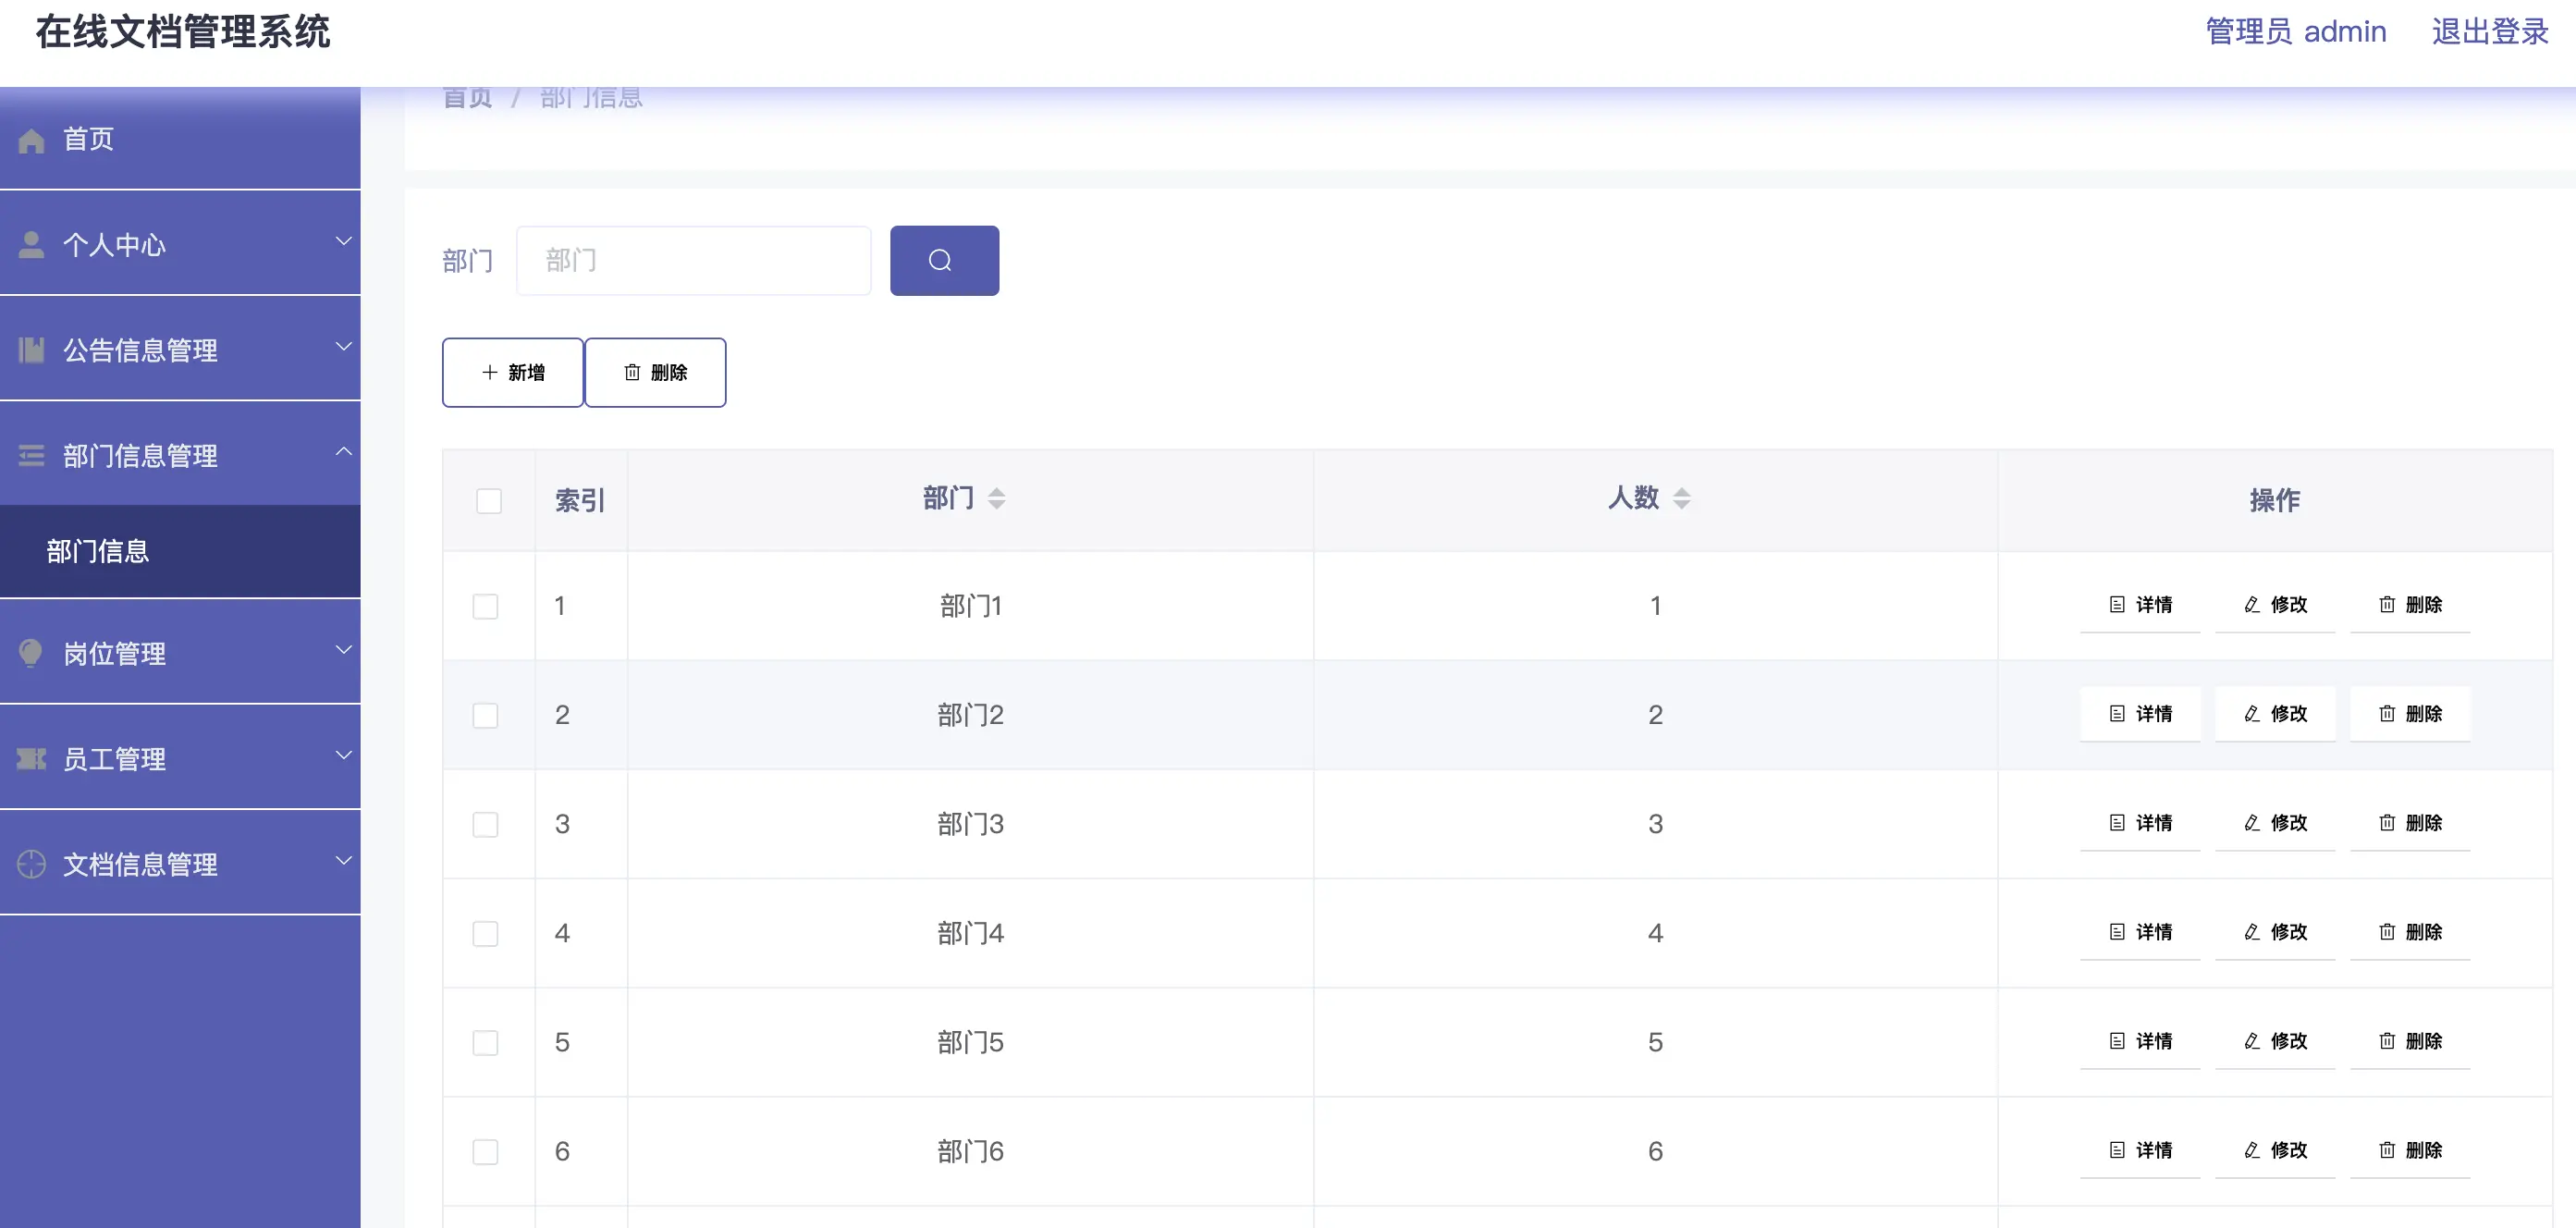 在线文档管理系统
管理员 admin 退出登录
首页 / 部门信息
首页
个人中心
公告信息管理
部门信息管理
部门信息
岗位管理
员工管理
文档信息管理
部门 部门
新增 删除
索引 部门 人数 操作
1 部门1 1 详情 修改 删除
2 部门2 2 详情 修改 删除
3 部门3 3 详情 修改 删除
4 部门4 4 详情 修改 删除
5 部门5 5 详情 修改 删除
6 部门6 6 详情 修改 删除